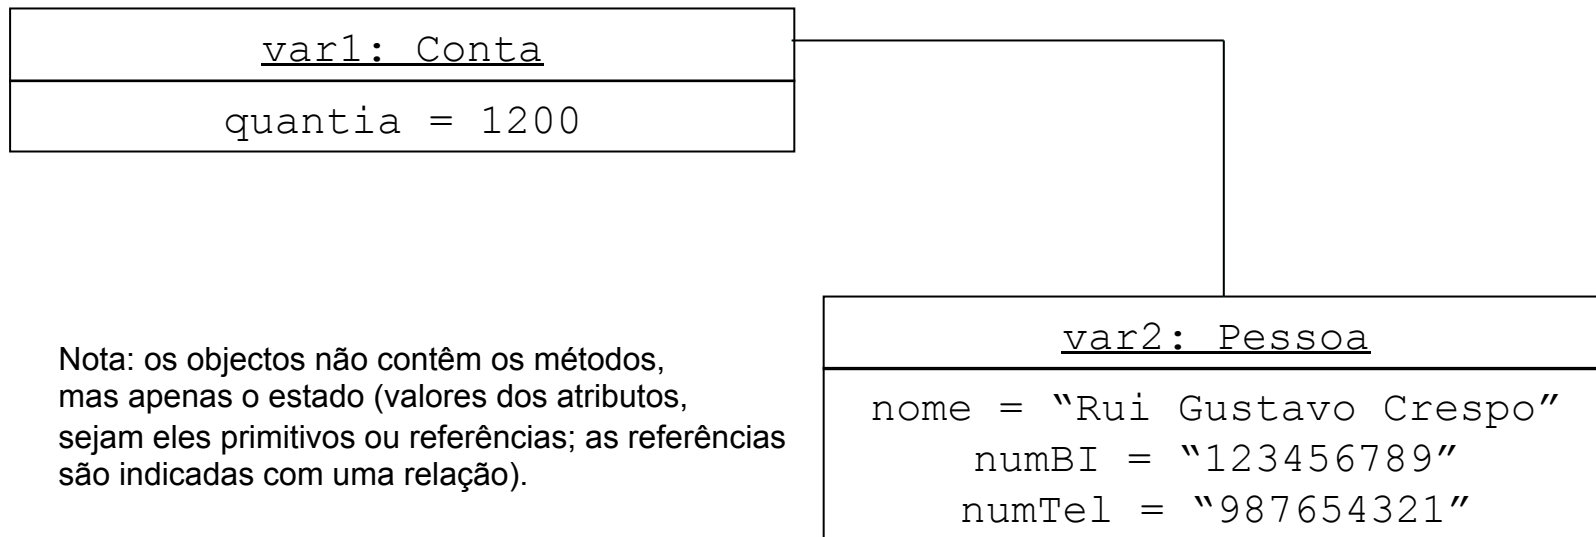 var1: Conta
quantia = 1200
Nota: os objectos não contêm os métodos,
mas apenas o estado (valores dos atributos,
sejam eles primitivos ou referências; as referências
são indicadas com uma relação).
var2: Pessoa
nome = “Rui Gustavo Crespo”
numBI = “123456789”
numTel = “987654321”